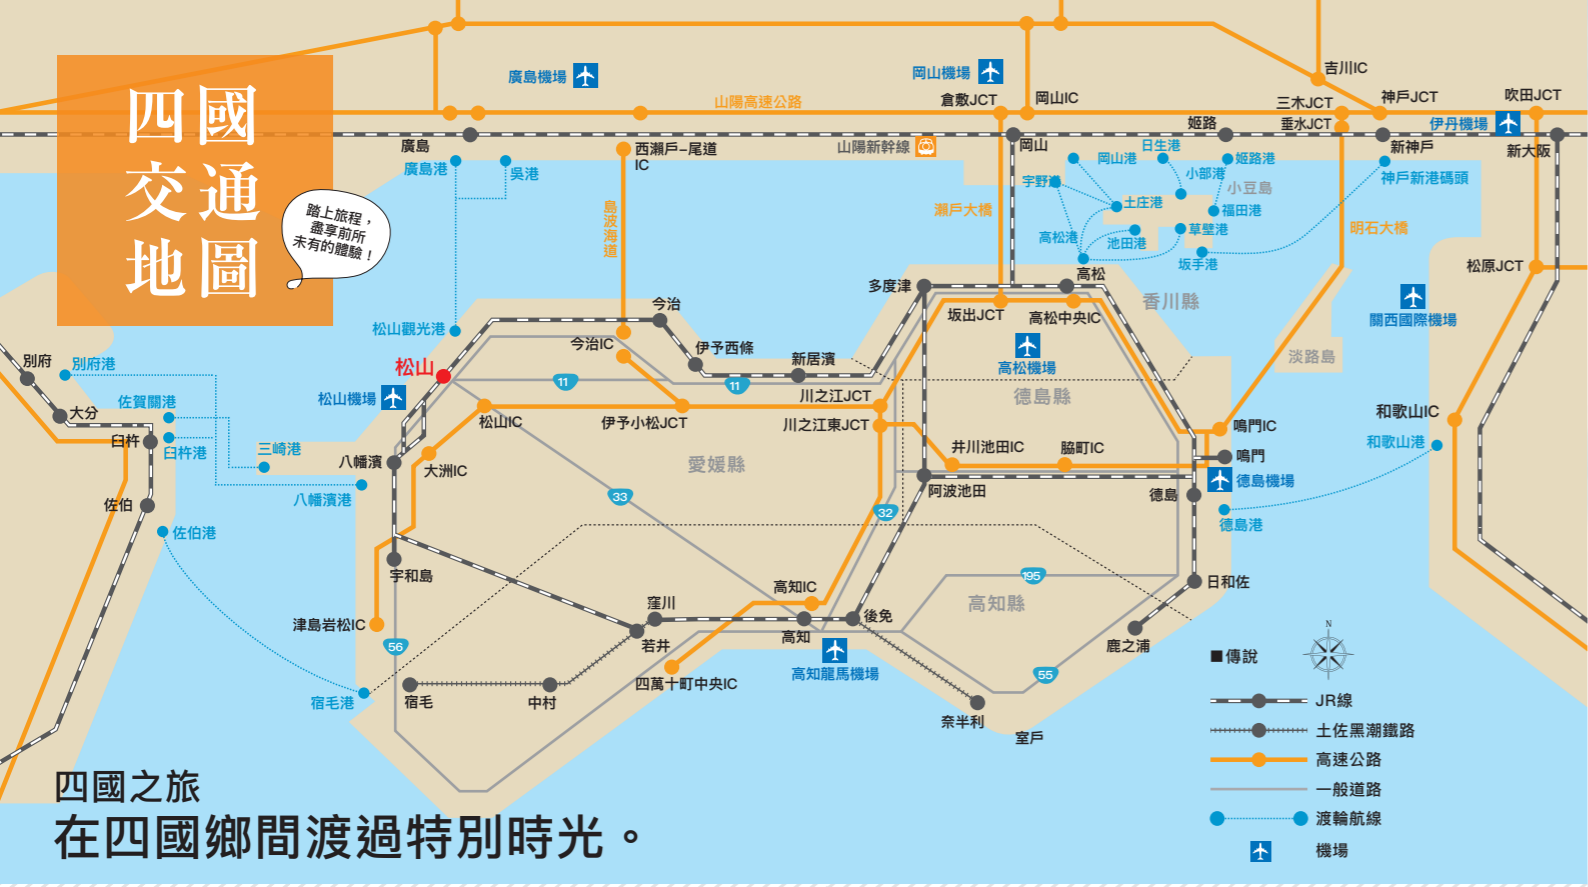 四國
交通
地圖
踏上旅程，
盡享前所
未有的體驗！
廣島機場
岡山機場
吉川IC
山陽高速公路
倉敷JCT
岡山IC
三木JCT
神戶JCT
吹田JCT
垂水JCT
伊丹機場
廣島
西瀨戶–尾道
IC
山陽新幹線
岡山
姬路
新神戶
新大阪
廣島港
吳港
岡山港
日生港
姬路港
小部港
神戶新港碼頭
宇野港
小豆島
島波海道
瀨戶大橋
土庄港
福田港
明石大橋
高松港
池田港
草壁港
坂手港
松原JCT
高松
多度津
香川縣
關西國際機場
今治
坂出JCT
高松中央IC
松山觀光港
今治IC
伊予西條
新居濱
高松機場
淡路島
別府
別府港
松山
11
11
松山機場
德島縣
佐賀關港
大分
川之江JCT
和歌山IC
松山IC
伊予小松JCT
川之江東JCT
鳴門IC
臼杵
臼杵港
三崎港
井川池田IC
脇町IC
和歌山港
鳴門
八幡濱
大洲IC
愛媛縣
德島機場
八幡濱港
33
阿波池田
德島
佐伯
32
德島港
佐伯港
宇和島
195
日和佐
高知IC
窪川
高知縣
津島岩松IC
後免
高知
若井
鹿之浦
56
高知龍馬機場
55
四萬十町中央IC
宿毛港
宿毛
中村
奈半利
室戶
■傳說
N
JR線
土佐黑潮鐵路
高速公路
一般道路
渡輪航線
機場
四國之旅
在四國鄉間渡過特別時光。